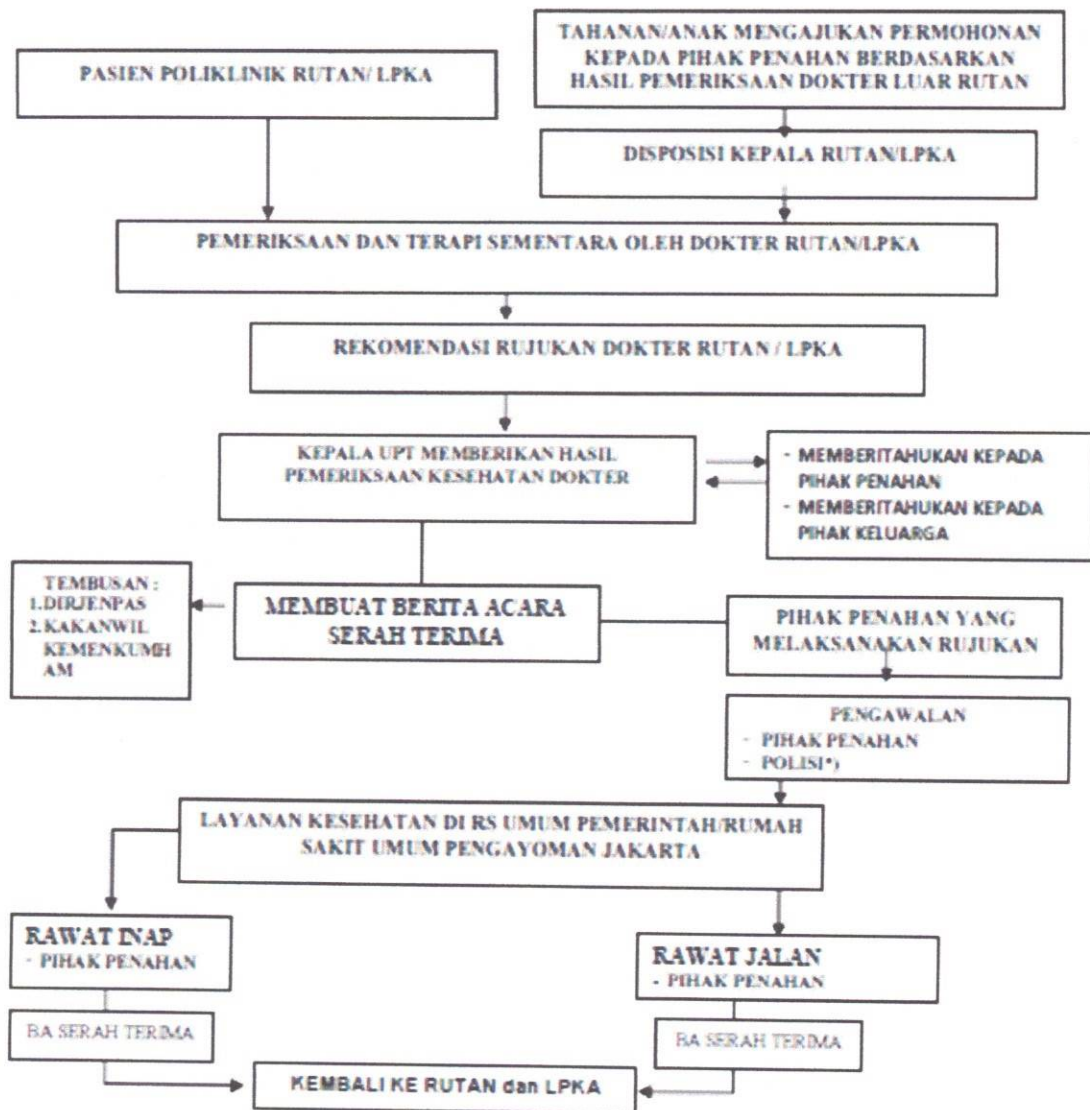 PASIEN POLIKLINIK RUTAN/ LPKA
TAHANAN/ANAK MENGAJUKAN PERMOHONAN
KEPADA PIHAK PENAHAN BERDASARKAN
HASIL PEMERIKSAAN DOKTER LUAR RUTAN
DISPOSISI KEPALA RUTAN/LPKA
PEMERIKSAAN DAN TERAPI SEMENTARA OLEH DOKTER RUTAN/LPKA
REKOMENDASI RUJUKAN DOKTER RUTAN / LPKA
KEPALA UPT MEMBERIKAN HASIL
PEMERIKSAAN KESEHATAN DOKTER
- MEMBERITAHUKAN KEPADA
PIHAK PENAHAN
- MEMBERITAHUKAN KEPADA
PIHAK KELUARGA
TEMBUSAN :
1.DIRJENPAS
2.KAKANWIL
KEMENKUMH
AM
MEMBUAT BERITA ACARA
SERAH TERIMA
PIHAK PENAHAN YANG
MELAKSANAKAN RUJUKAN
PENGAWALAN
- PIHAK PENAHAN
- POLISI*)
LAYANAN KESEHATAN DI RS UMUM PEMERINTAH/RUMAH
SAKIT UMUM PENGAYOMAN JAKARTA
RAWAT INAP
- PIHAK PENAHAN
RAWAT JALAN
- PIHAK PENAHAN
BA SERAH TERIMA
BA SERAH TERIMA
KEMBALI KE RUTAN dan LPKA